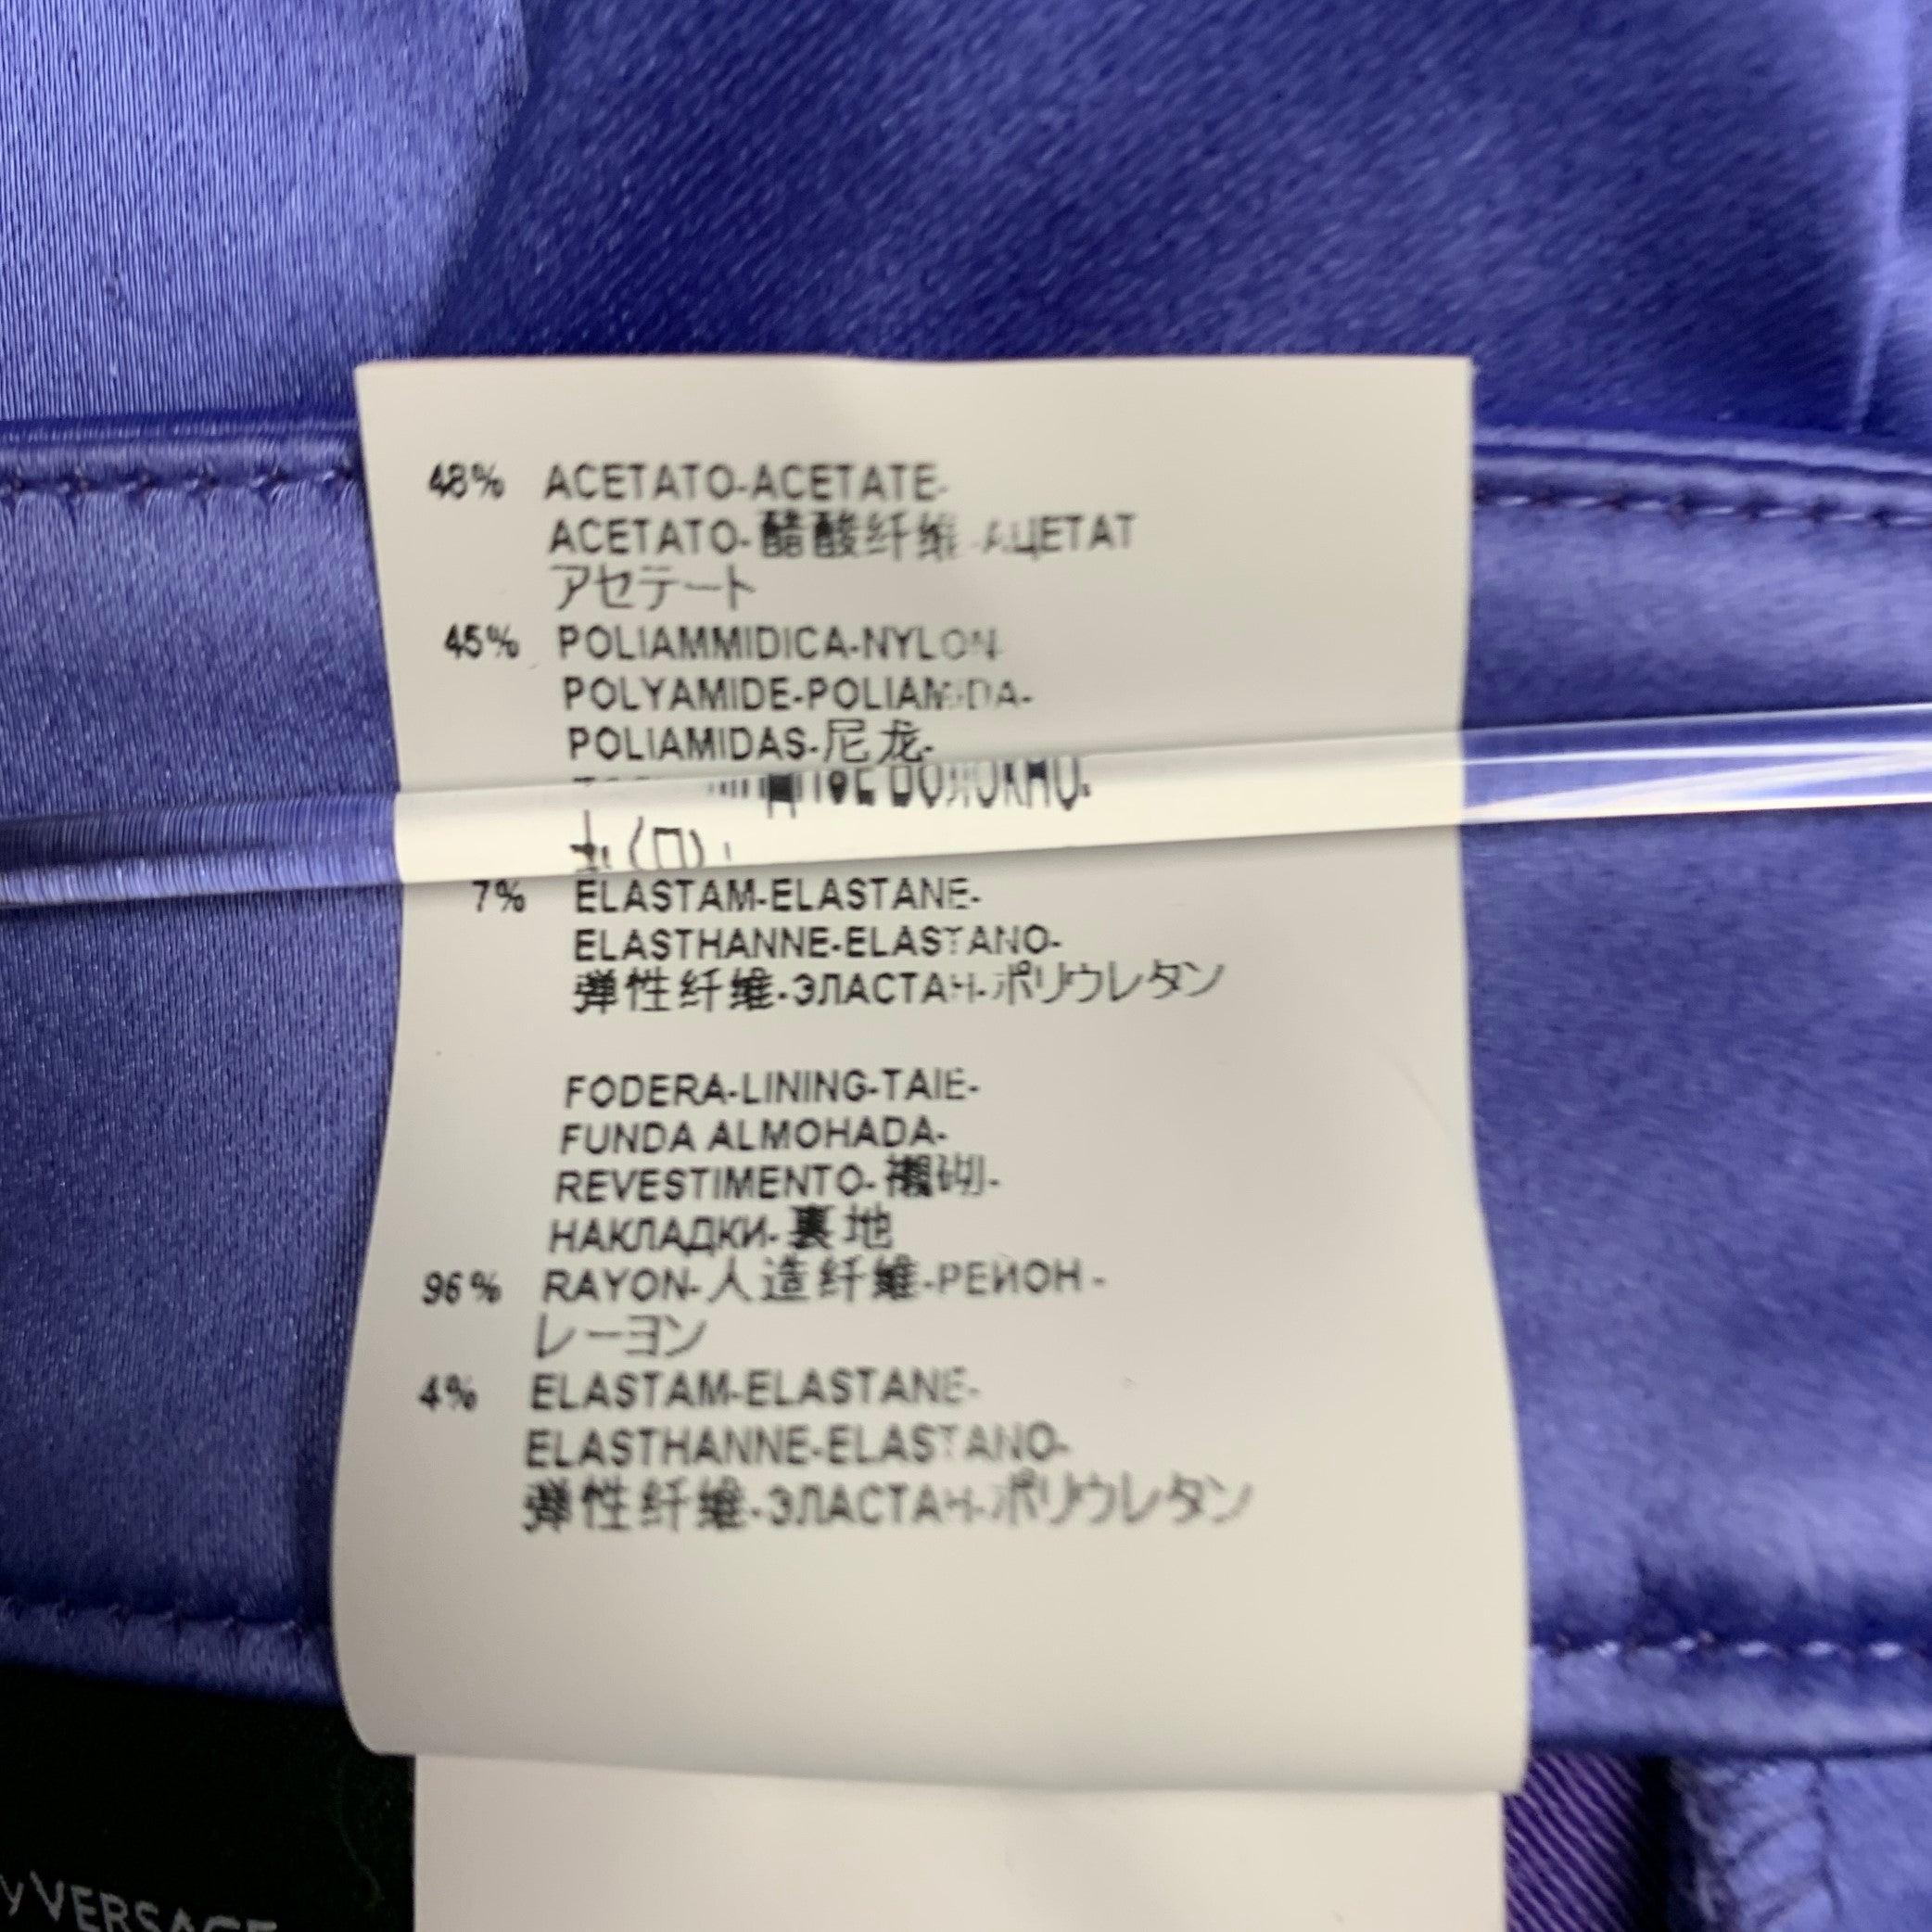 48% ACETATO-ACETATE-
ACETATO-醋酸纤维-АЦЕТАТ
アセテート
45% POLIAMMIDICA-NYLON-
POLYAMIDE-POLIAMIDA-
POLIAMIDAS-尼龙-
7% ELASTAM-ELASTANE-
ELASTHANNE-ELASTANO-
弹性纤维-ЭЛАСТАН-ポリウレタン
FODERA-LINING-TAIE-
FUNDA ALMOHADA-
REVESTIMENTO-
НАКЛАДКИ-裏地
96% RAYON-人造纤维-РЕЙОН-
レーヨン
4% ELASTAM-ELASTANE-
ELASTHANNE-ELASTANO-
弹性纤维-ЭЛАСТАН-ポリウレタン
y VERSACE